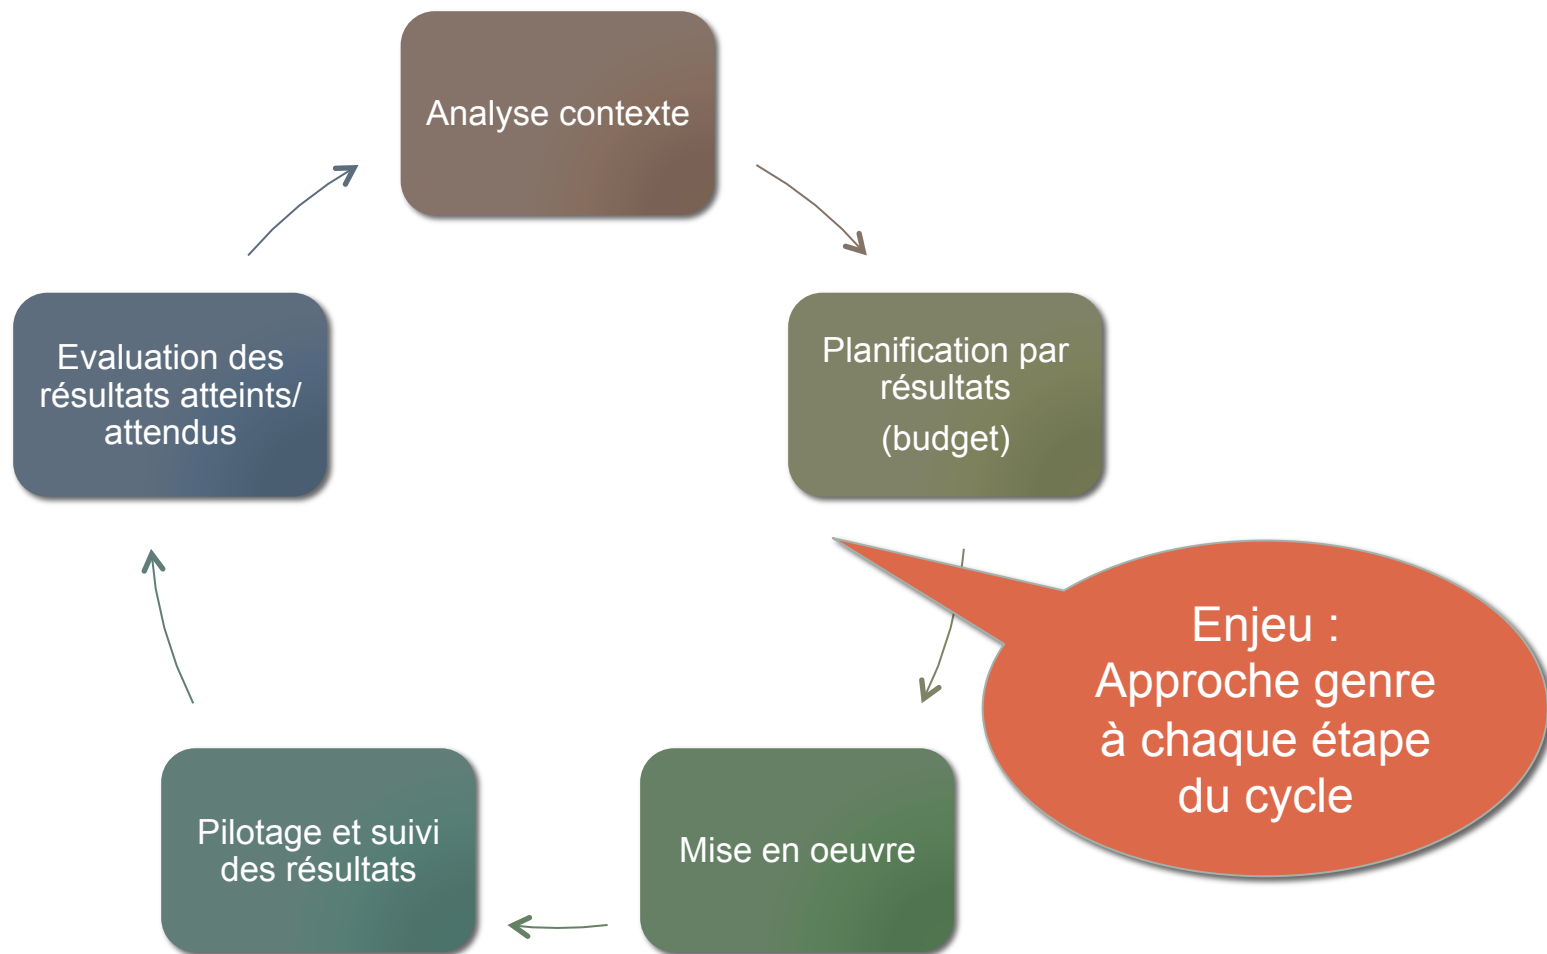 Analyse contexte
Planification par
résultats
(budget)
Enjeu :
Approche genre
à chaque étape
du cycle
Mise en oeuvre
Pilotage et suivi
des résultats
Evaluation des
résultats atteints/
attendus